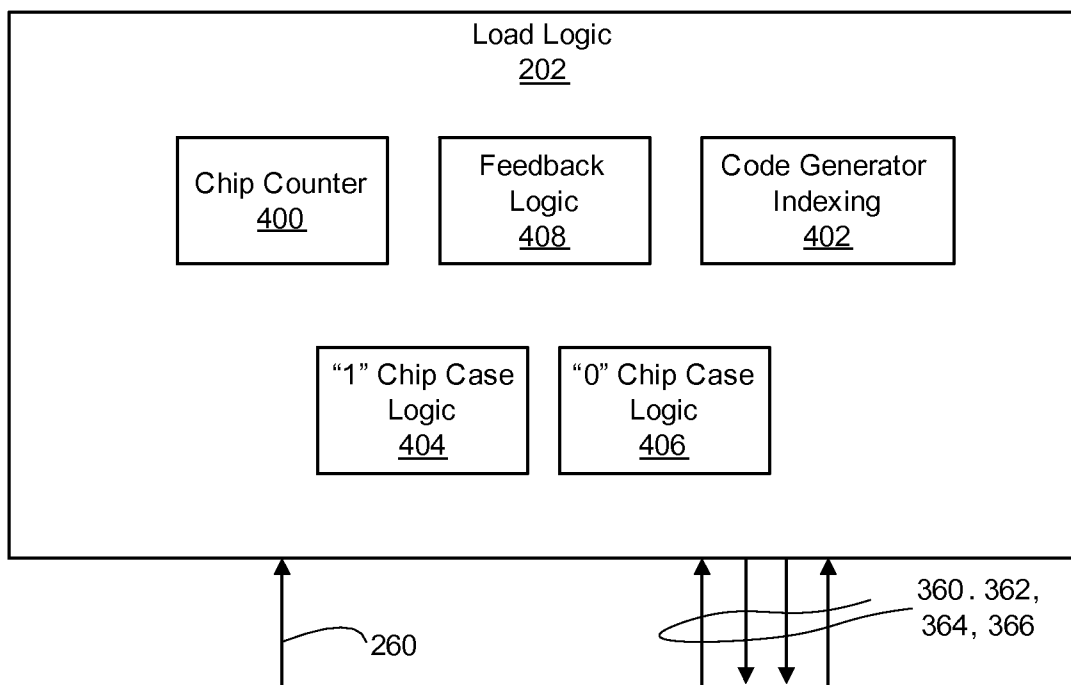 Load Logic
202
Chip Counter
400
Feedback
Logic
408
Code Generator
Indexing
402
“1” Chip Case
Logic
404
“0” Chip Case
Logic
406
260
360. 362,
364, 366